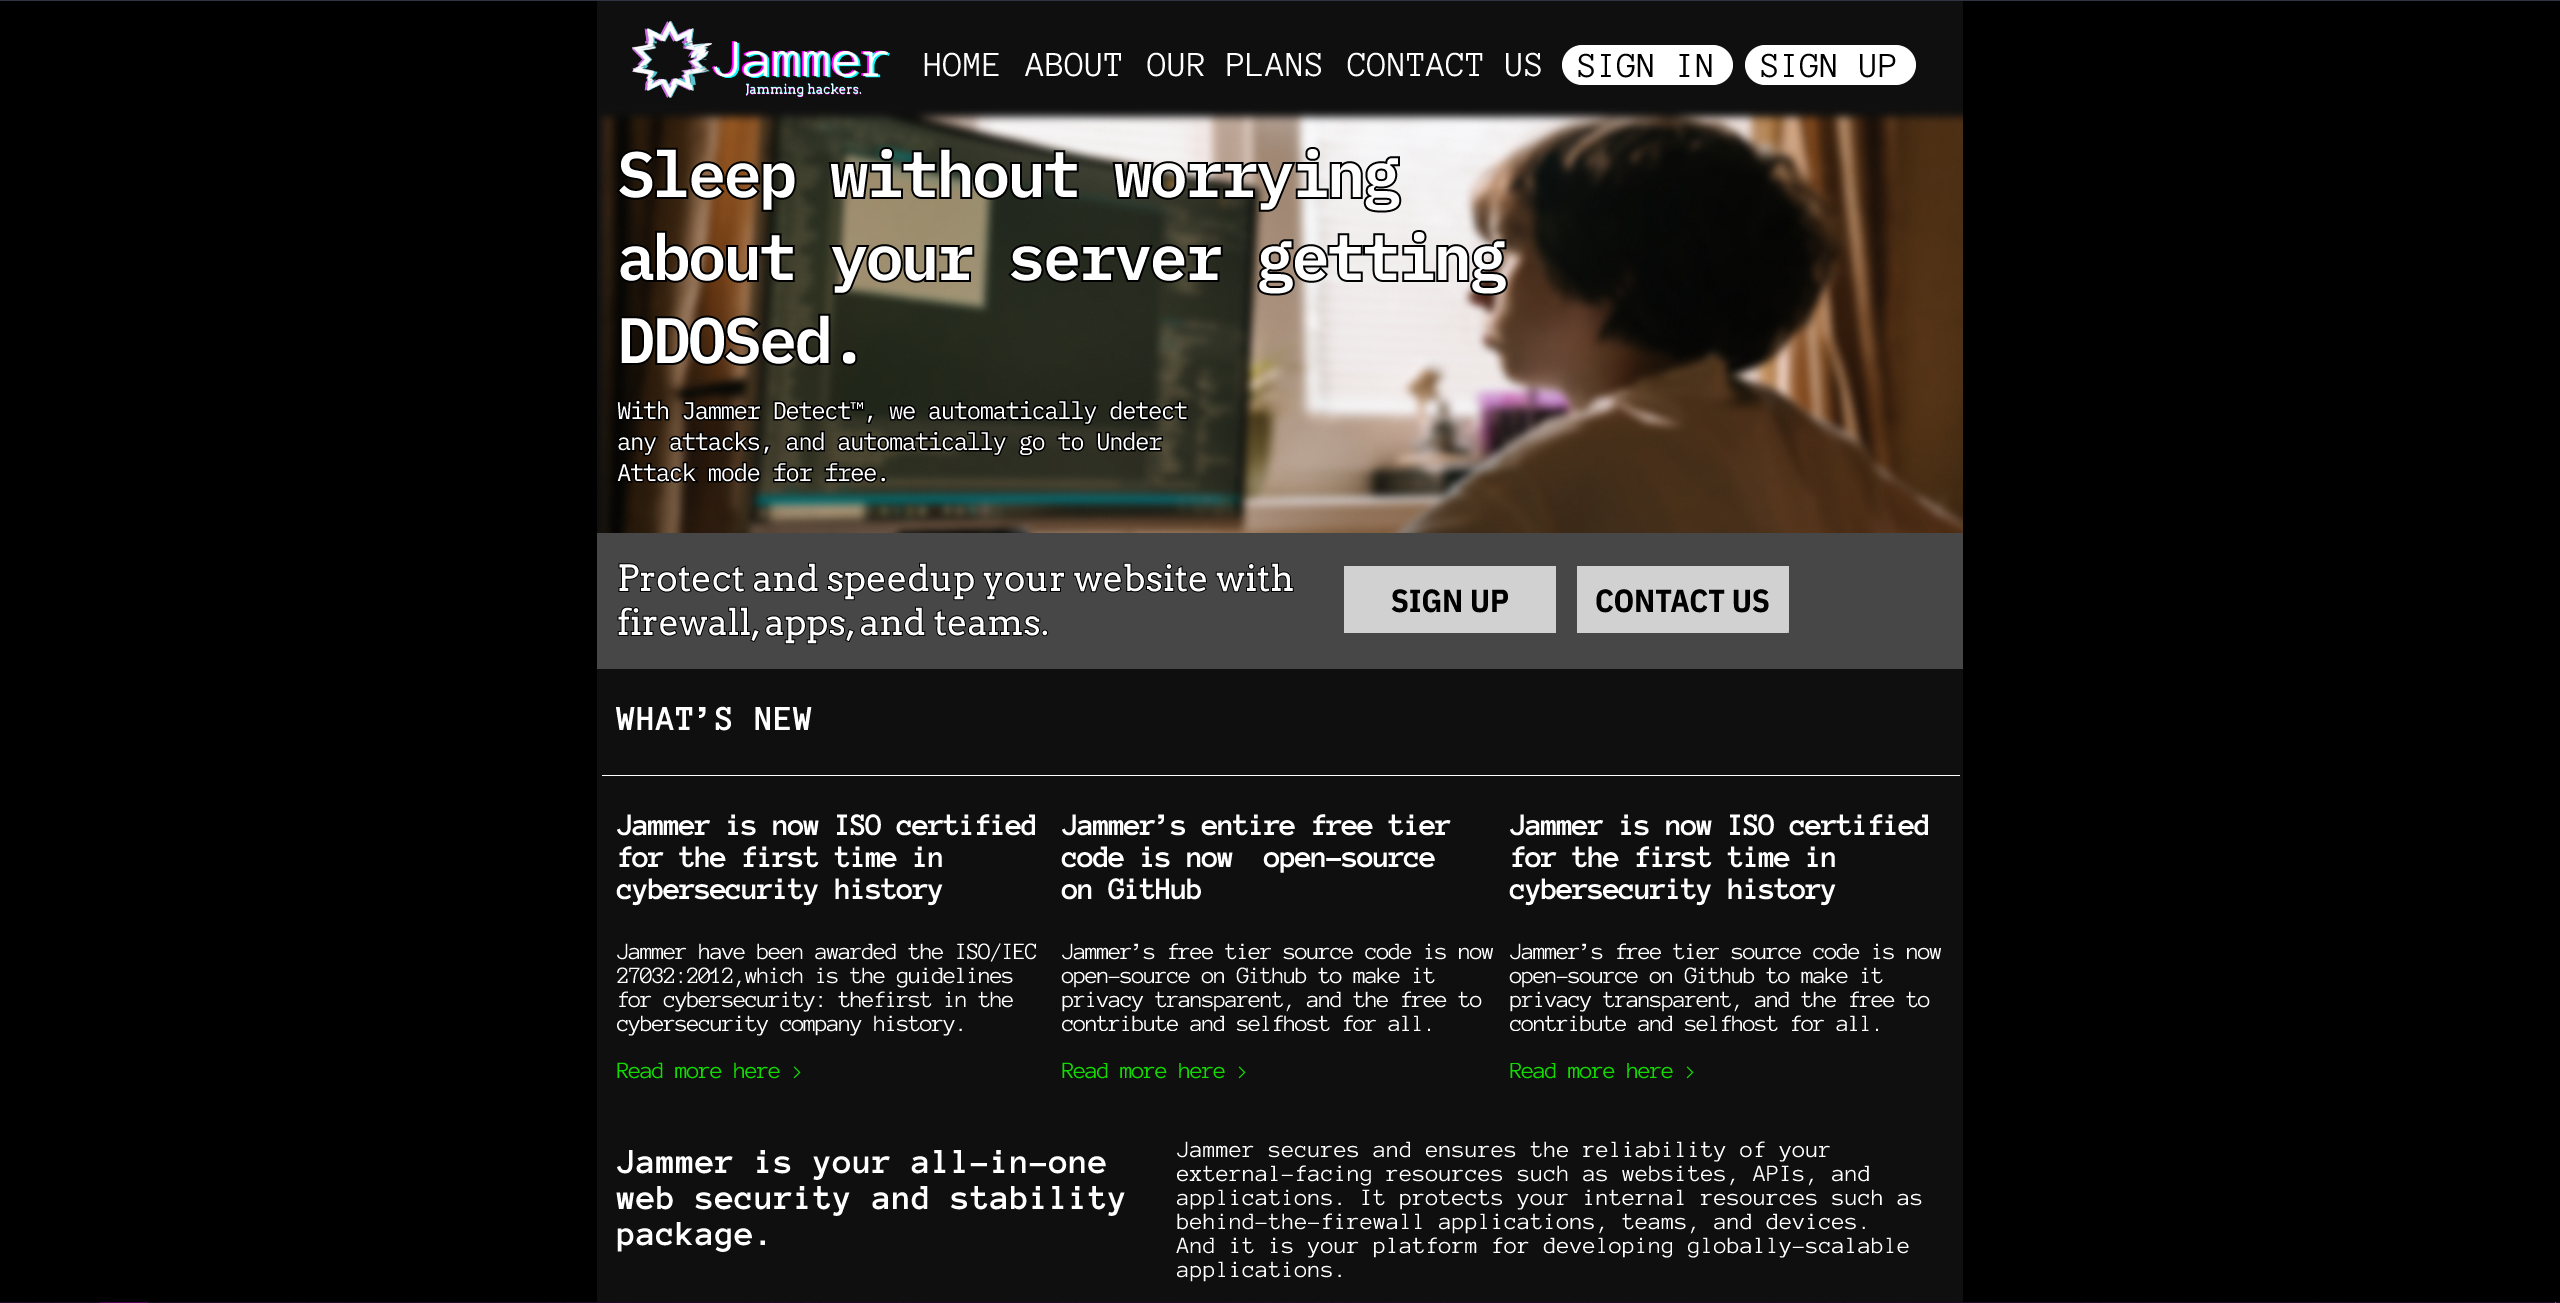 Jammer
Jamming hackers.
HOME ABOUT OUR PLANS CONTACT US SIGN IN SIGN UP
Sleep without worrying
about your server getting
DDOSed.
With Jammer Detect™, we automatically detect
any attacks, and automatically go to Under
Attack mode for free.
Protect and speedup your website with
firewall, apps, and teams.
SIGN UP CONTACT US
WHAT’S NEW
Jammer is now ISO certified
for the first time in
cybersecurity history
Jammer have been awarded the ISO/IEC
27032:2012,which is the guidelines
for cybersecurity: thefirst in the
cybersecurity company history.
Read more here >
Jammer’s entire free tier
code is now  open-source
on GitHub
Jammer’s free tier source code is now
open-source on Github to make it
privacy transparent, and the free to
contribute and selfhost for all.
Read more here >
Jammer is now ISO certified
for the first time in
cybersecurity history
Jammer’s free tier source code is now
open-source on Github to make it
privacy transparent, and the free to
contribute and selfhost for all.
Read more here >
Jammer is your all-in-one
web security and stability
package.
Jammer secures and ensures the reliability of your
external-facing resources such as websites, APIs, and
applications. It protects your internal resources such as
behind-the-firewall applications, teams, and devices.
And it is your platform for developing globally-scalable
applications.